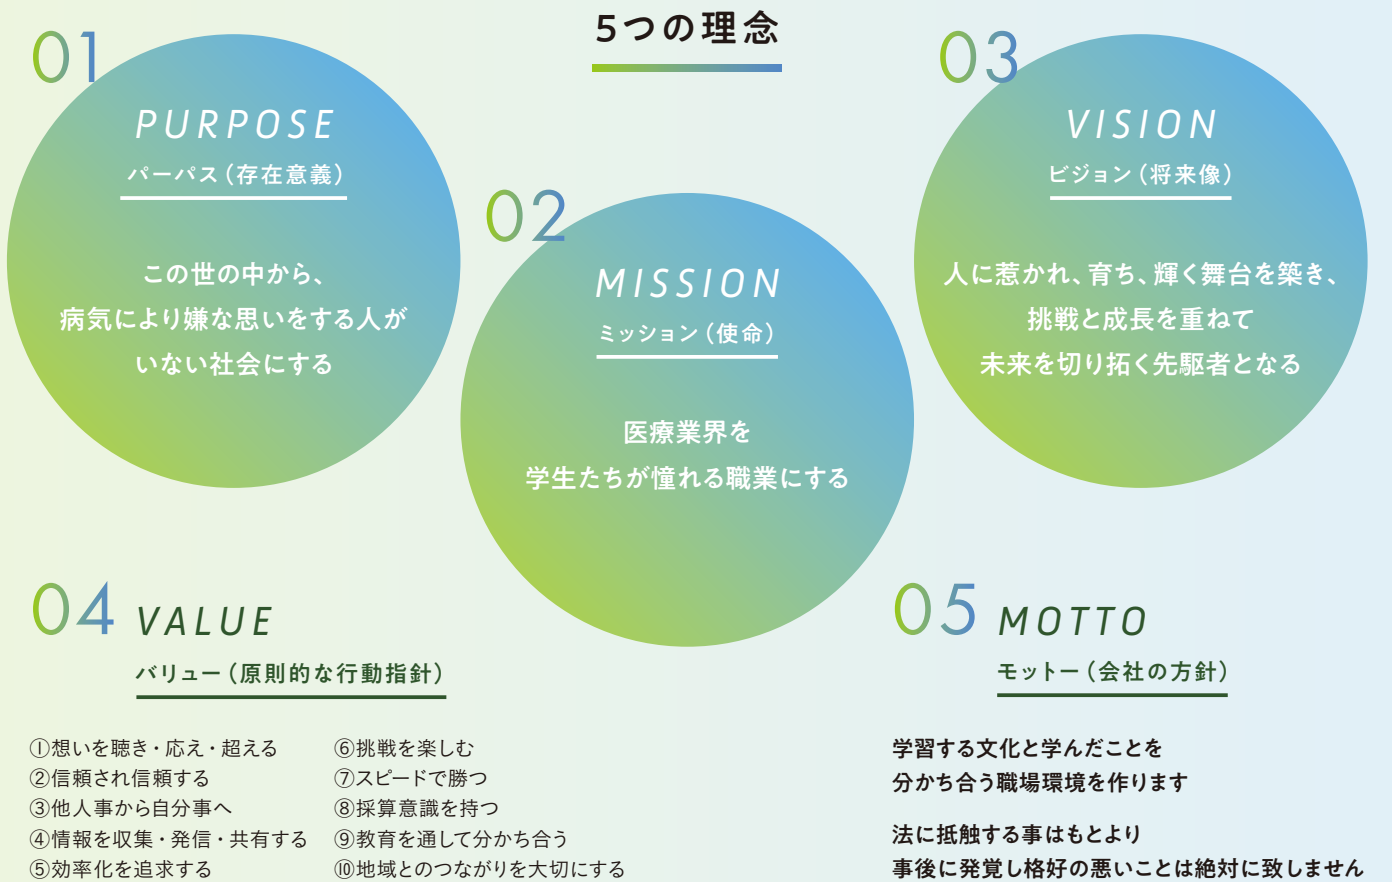 5つの理念
01
PURPOSE
パーパス（存在意義）
この世の中から、
病気により嫌な思いをする人が
いない社会にする
02
MISSION
ミッション（使命）
医療業界を
学生たちが憧れる職業にする
03
VISION
ビジョン（将来像）
人に惹かれ、育ち、輝く舞台を築き、
挑戦と成長を重ねて
未来を切り拓く先駆者となる
04
VALUE
バリュー（原則的な行動指針）
①想いを聴き・応え・超える
②信頼され信頼する
③他人事から自分事へ
④情報を収集・発信・共有する
⑤効率化を追求する
⑥挑戦を楽しむ
⑦スピードで勝つ
⑧採算意識を持つ
⑨教育を通して分かち合う
⑩地域とのつながりを大切にする
05
MOTTO
モットー（会社の方針）
学習する文化と学んだことを
分かち合う職場環境を作ります
法に抵触する事はもとより
事後に発覚し格好の悪いことは絶対に致しません